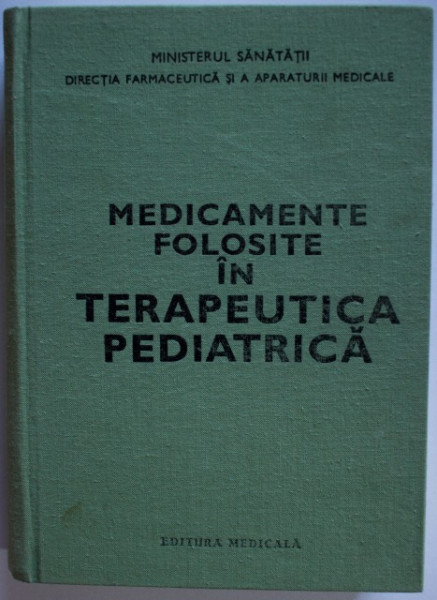 MINISTERUL SĂNĂTĂȚII
DIRECȚIA FARMACEUTICĂ ȘI A APARATURII MEDICALE
MEDICAMENTE
FOLOSITE
ÎN
TERAPEUTICA
PEDIATRICĂ
EDITURA MEDICALĂ